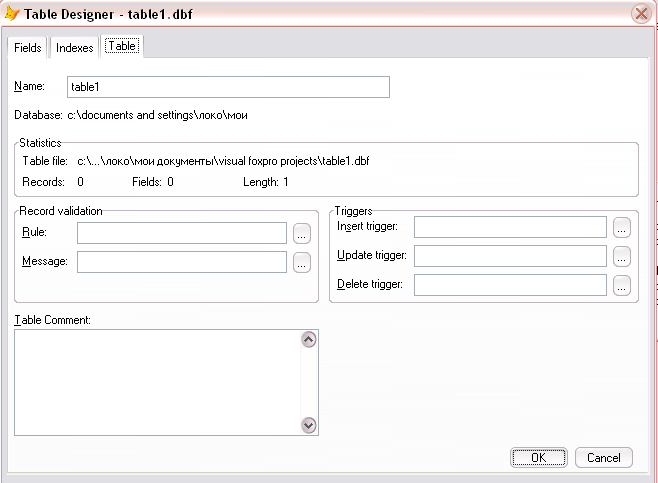 Table Designer - table1.dbf
Fields Indexes Table
Name: table1
Database: c:\documents and settings\локо\мои
Statistics
Table file: c:\...\локо\мои документы\visual foxpro projects\table1.dbf
Records: 0 Fields: 0 Length: 1
Record validation
Rule: ...
Message: ...
Triggers
Insert trigger: ...
Update trigger: ...
Delete trigger: ...
Table Comment:
OK Cancel